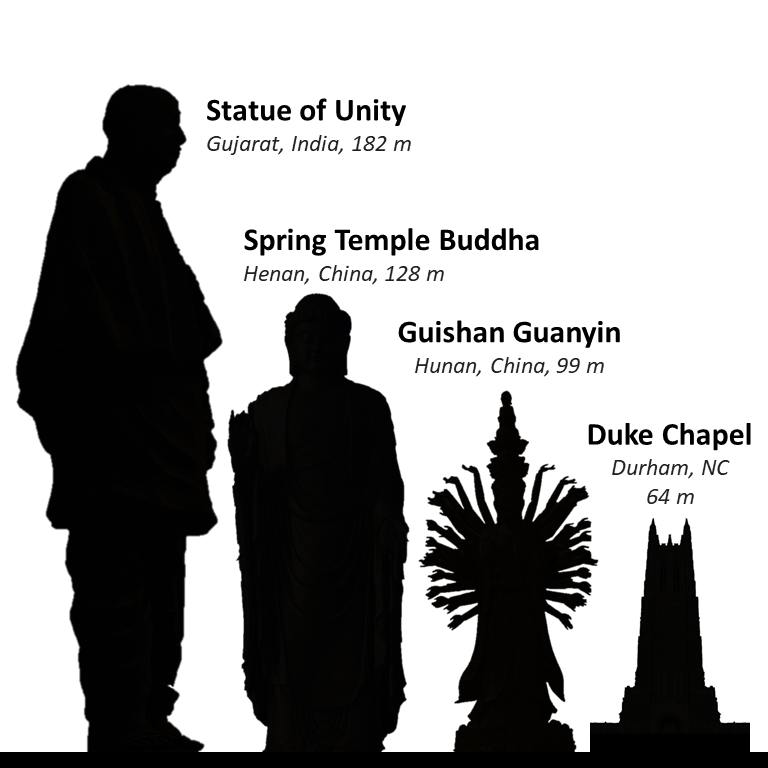 Statue of Unity
Gujarat, India, 182 m
Spring Temple Buddha
Henan, China, 128 m
Guishan Guanyin
Hunan, China, 99 m
Duke Chapel
Durham, NC
64 m